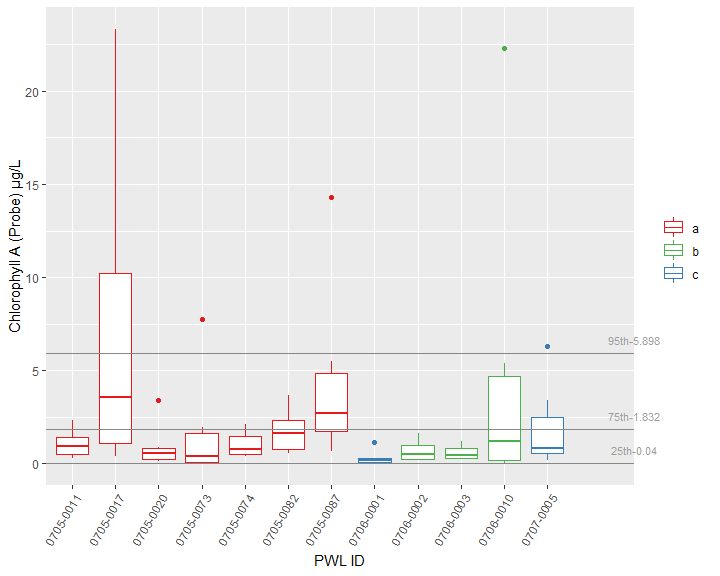 Chlorophyll A (Probe) µg/L
20
15
10
5
0
95th-5.898
75th-1.832
25th-0.04
0705-0011
0705-0017
0705-0020
0705-0073
0705-0074
0705-0082
0705-0087
0706-0001
0706-0002
0706-0003
0706-0010
0707-0005
PWL ID
a
b
c